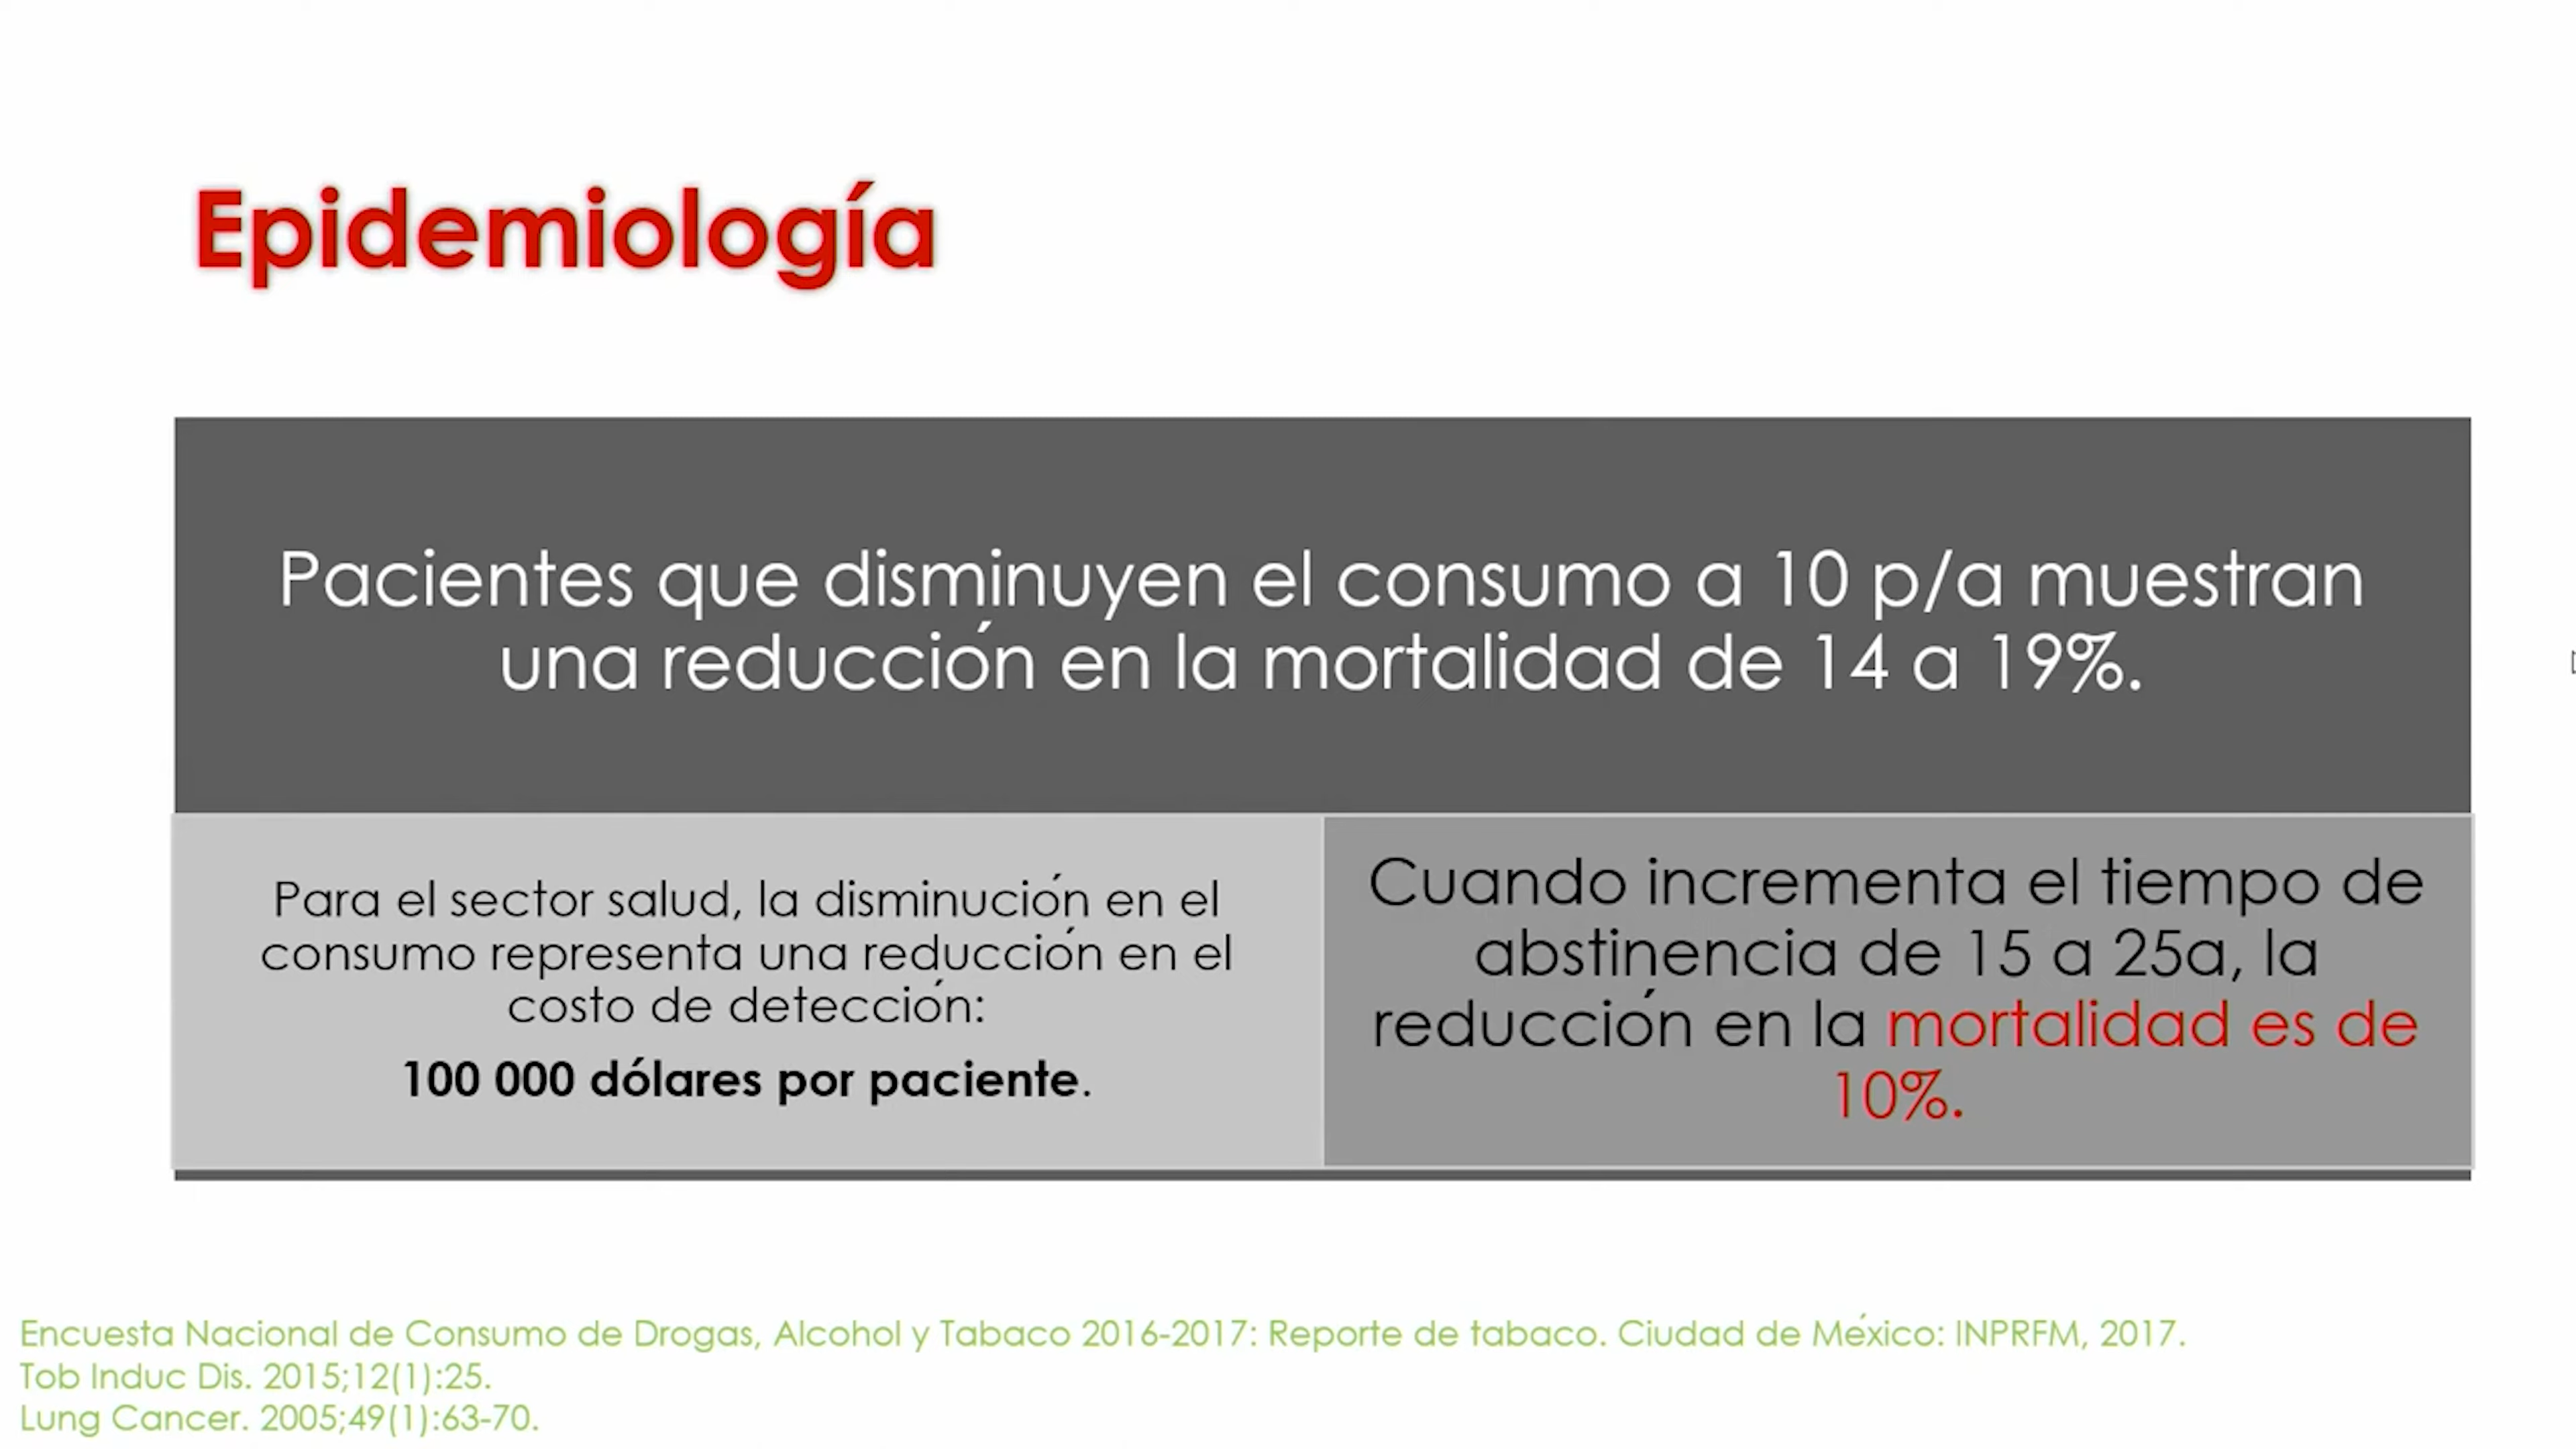 Epidemiología
Pacientes que disminuyen el consumo a 10 p/a muestran
una reducción en la mortalidad de 14 a 19%.
Para el sector salud, la disminución en el
consumo representa una reducción en el
costo de detección:
100 000 dólares por paciente.
Cuando incrementa el tiempo de
abstinencia de 15 a 25a, la
reducción en la mortalidad es de
10%.
Encuesta Nacional de Consumo de Drogas, Alcohol y Tabaco 2016-2017: Reporte de tabaco. Ciudad de México: INPRFM, 2017.
Tob Induc Dis. 2015;12(1):25.
Lung Cancer. 2005;49(1):63-70.